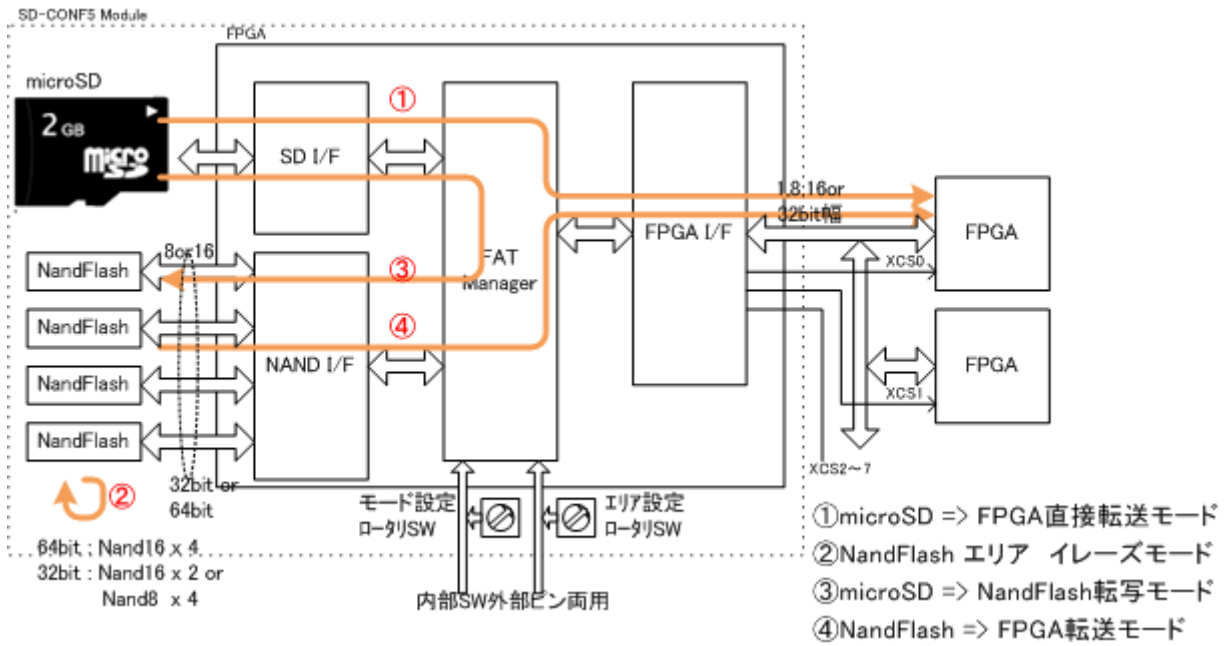 SD-CONF5 Module
FPGA
microSD
2 GB
micro
SD
①
SD I/F
1,8,16or
32bit幅
FPGA I/F
FPGA
8or16
NandFlash
③
FAT
Manager
XCS0
NandFlash
④
NAND I/F
FPGA
NandFlash
XCS1
NandFlash
XCS2～7
②
32bit or
64bit
モード設定
ロータリSW
エリア設定
ロータリSW
64bit : Nand16 x 4
32bit : Nand16 x 2 or
Nand8 x 4
内部SW外部ピン両用
①microSD => FPGA直接転送モード
②NandFlash エリア イレーズモード
③microSD => NandFlash転写モード
④NandFlash => FPGA転送モード